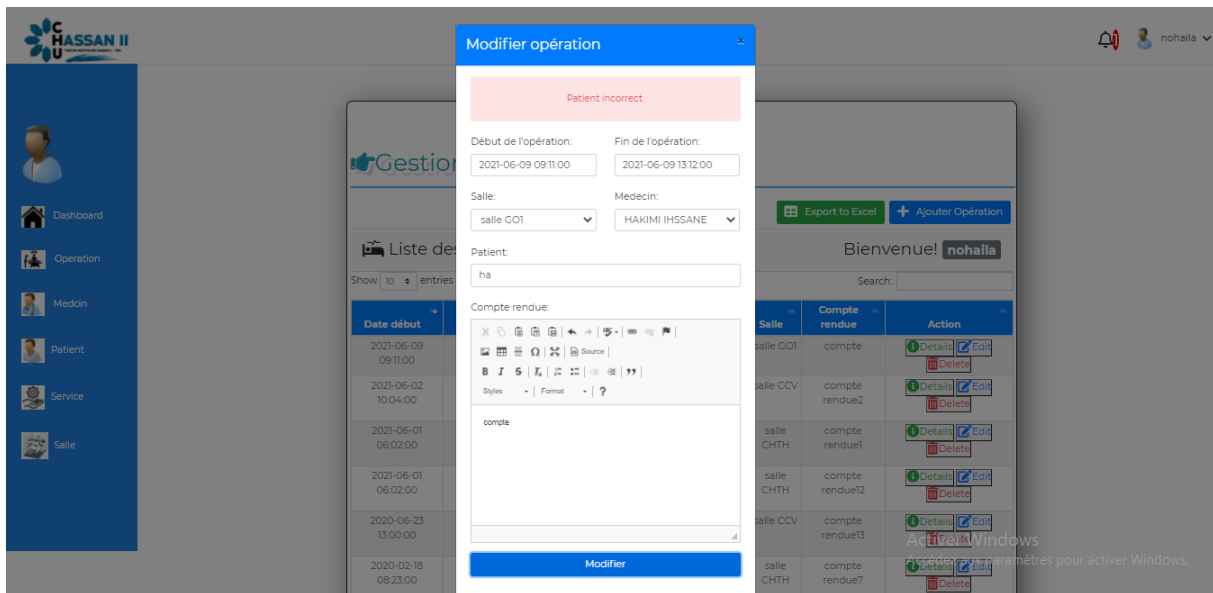 CHU
HASSAN II
nohaila
Dashboard
Operation
Medcin
Patient
Service
Salle
Gestion
Export to Excel
Ajouter Opération
Liste des
Bienvenue! nohaila
Show 10 entries
Search:
Date début
Salle
Compte rendue
Action
2021-06-09 09:11:00
salle GO1
compte
Details Edit Delete
2021-06-02 10:04:00
salle CCV
compte rendue2
Details Edit Delete
2021-06-01 06:02:00
salle CHTH
compte rendue1
Details Edit Delete
2021-06-01 06:02:00
salle CHTH
compte rendue12
Details Edit Delete
2020-06-23 13:00:00
salle CCV
compte rendue13
Details Edit Delete
2020-02-18 08:23:00
salle CHTH
compte rendue7
Details Edit Delete
Modifier opération
×
Patient incorrect.
Début de l'opération:
Fin de l'opération:
2021-06-09 09:11:00
2021-06-09 13:12:00
Salle:
Medecin:
salle GO1
HAKIMI IHSSANE
Patient:
ha
Compte rendue:
Source
Styles
Format
?
compte
Modifier
Activer Windows
Accédez aux paramètres pour activer Windows.